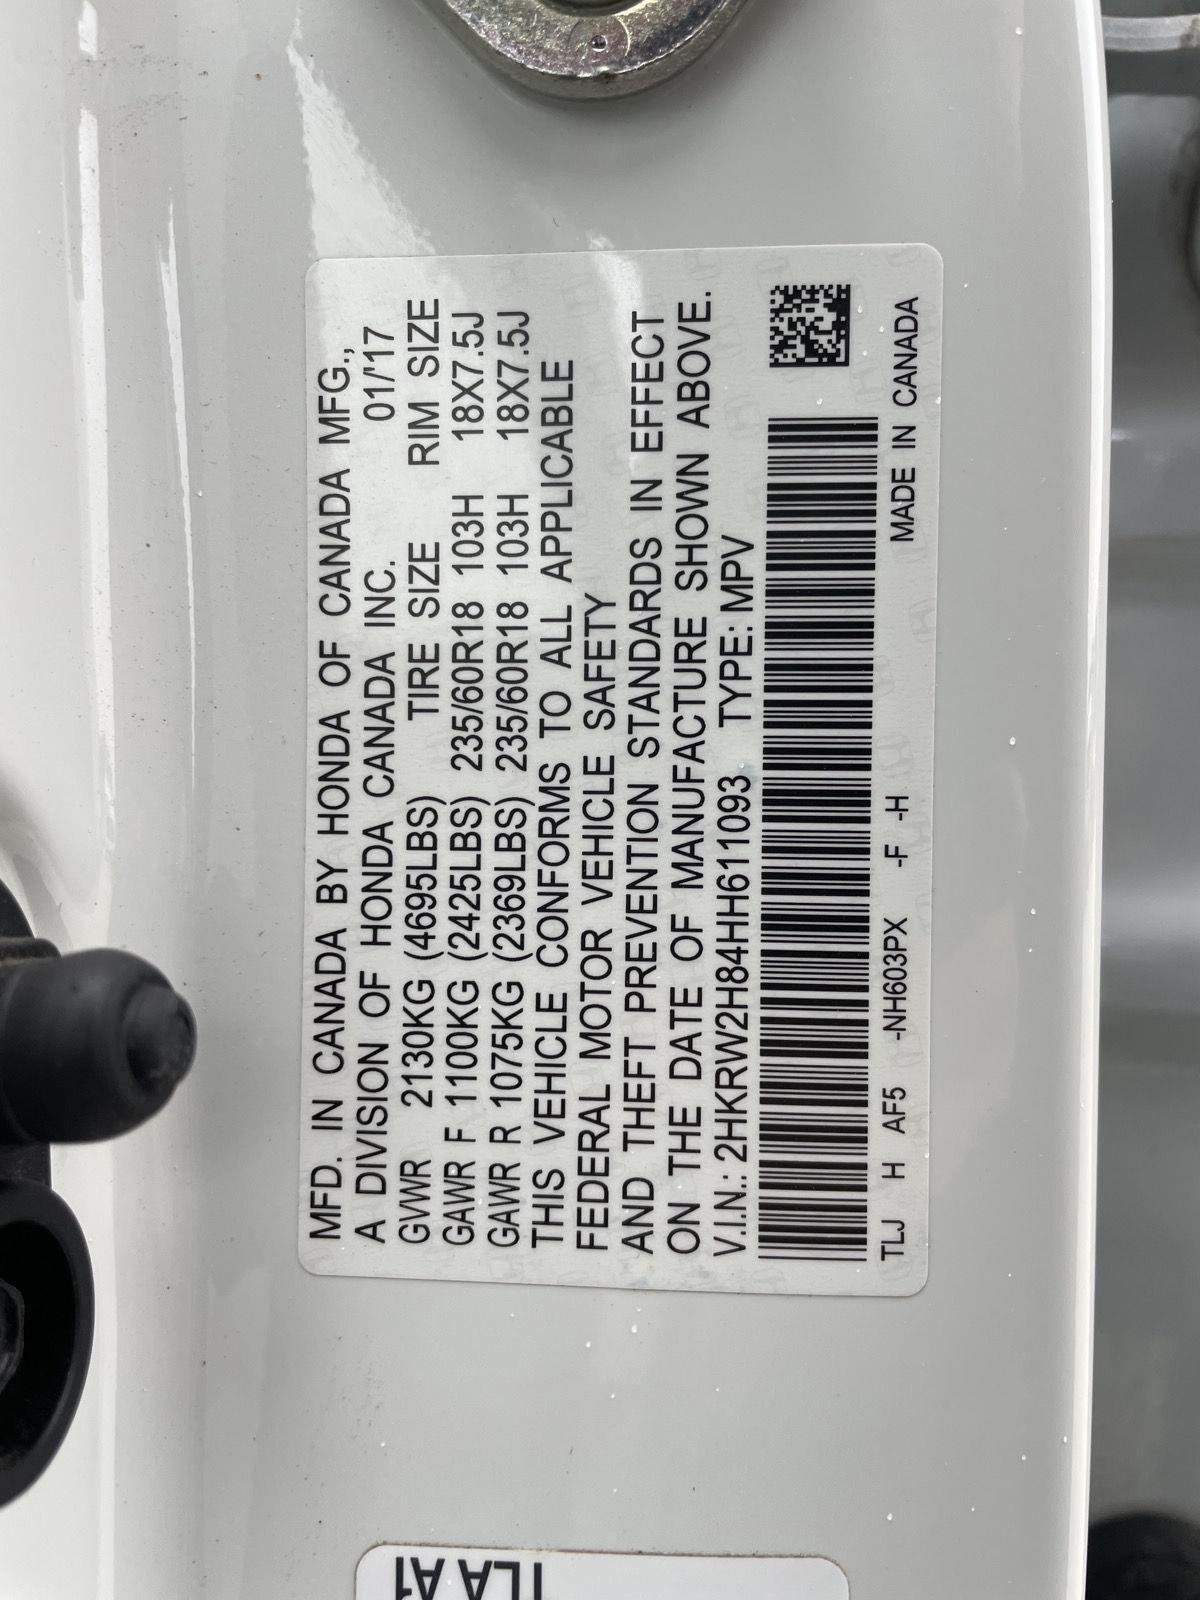 MFD. IN CANADA BY HONDA OF CANADA MFG.,
A DIVISION OF HONDA CANADA INC. 01/'17
GVWR 2130KG (4695LBS) TIRE SIZE RIM SIZE
GAWR F 1100KG (2425LBS) 235/60R18 103H 18X7.5J
GAWR R 1075KG (2369LBS) 235/60R18 103H 18X7.5J
THIS VEHICLE CONFORMS TO ALL APPLICABLE
FEDERAL MOTOR VEHICLE SAFETY
AND THEFT PREVENTION STANDARDS IN EFFECT
ON THE DATE OF MANUFACTURE SHOWN ABOVE.
V.I.N.: 2HKRW2H84HH611093 TYPE: MPV
TLJ H AF5 -NH603PX -F -H MADE IN CANADA
TLA A1